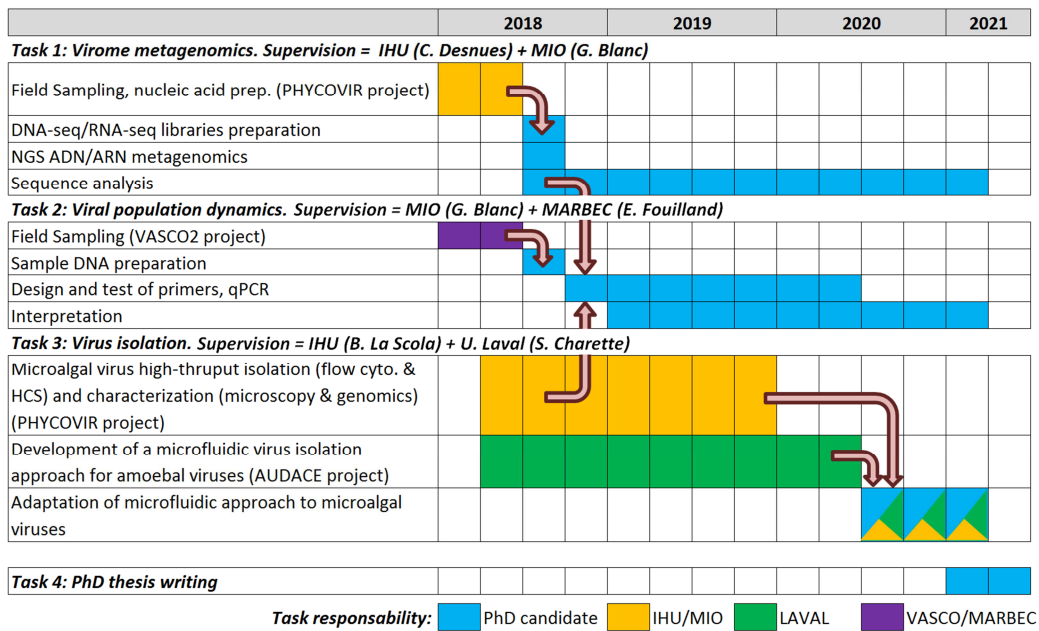 2018 2019 2020 2021
Task 1: Virome metagenomics. Supervision = IHU (C. Desnues) + MIO (G. Blanc)
Field Sampling, nucleic acid prep. (PHYCOVIR project)
DNA-seq/RNA-seq libraries preparation
NGS ADN/ARN metagenomics
Sequence analysis
Task 2: Viral population dynamics. Supervision = MIO (G. Blanc) + MARBEC (E. Fouilland)
Field Sampling (VASCO2 project)
Sample DNA preparation
Design and test of primers, qPCR
Interpretation
Task 3: Virus isolation. Supervision = IHU (B. La Scola) + U. Laval (S. Charette)
Microalgal virus high-thruput isolation (flow cyto. &
HCS) and characterization (microscopy & genomics)
(PHYCOVIR project)
Development of a microfluidic virus isolation
approach for amoebal viruses (AUDACE project)
Adaptation of microfluidic approach to microalgal
viruses
Task 4: PhD thesis writing
Task responsability: PhD candidate IHU/MIO LAVAL VASCO/MARBEC